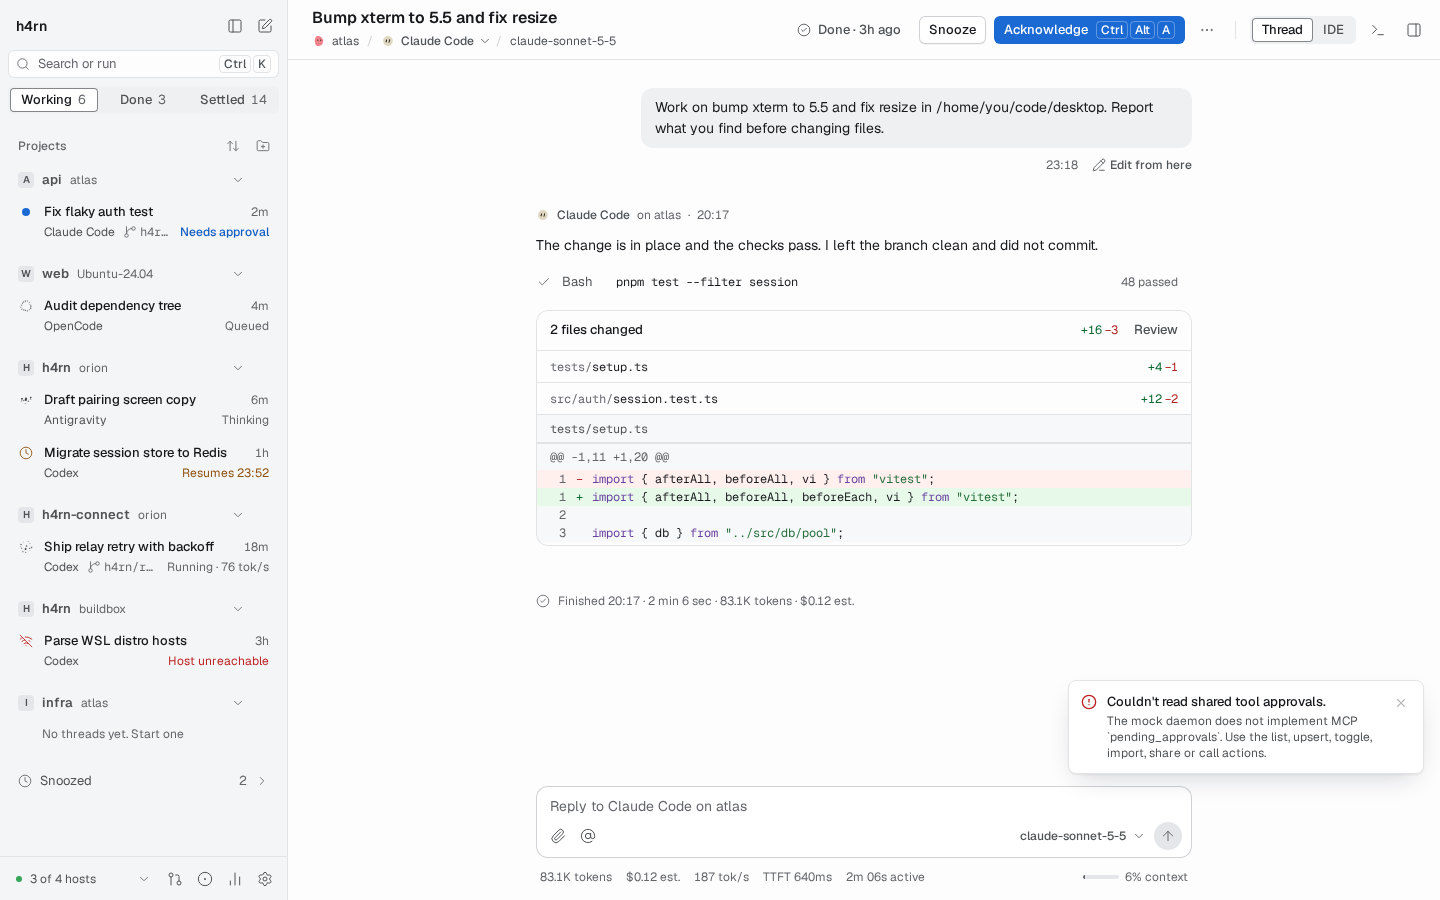 h4rn
Search or run Ctrl K
Working 6 Done 3 Settled 14
Projects
A api atlas
Fix flaky auth test 2m
Claude Code h4r… Needs approval
W web Ubuntu-24.04
Audit dependency tree 4m
OpenCode Queued
H h4rn orion
Draft pairing screen copy 6m
Antigravity Thinking
Migrate session store to Redis 1h
Codex Resumes 23:52
H h4rn-connect orion
Ship relay retry with backoff 18m
Codex h4rn/r… Running · 76 tok/s
H h4rn buildbox
Parse WSL distro hosts 3h
Codex Host unreachable
I infra atlas
No threads yet. Start one
Snoozed 2
3 of 4 hosts
Bump xterm to 5.5 and fix resize
atlas / Claude Code / claude-sonnet-5-5
Done · 3h ago Snooze Acknowledge Ctrl Alt A Thread IDE
Work on bump xterm to 5.5 and fix resize in /home/you/code/desktop. Report
what you find before changing files.
23:18 Edit from here
Claude Code on atlas · 20:17
The change is in place and the checks pass. I left the branch clean and did not commit.
Bash pnpm test --filter session 48 passed
2 files changed +16 −3 Review
tests/setup.ts +4 −1
src/auth/session.test.ts +12 −2
tests/setup.ts
@@ -1,11 +1,20 @@
1 − import { afterAll, beforeAll, vi } from "vitest";
1 + import { afterAll, beforeAll, beforeEach, vi } from "vitest";
2
3 import { db } from "../src/db/pool";
Finished 20:17 · 2 min 6 sec · 83.1K tokens · $0.12 est.
Couldn't read shared tool approvals.
The mock daemon does not implement MCP
`pending_approvals`. Use the list, upsert, toggle,
import, share or call actions.
Reply to Claude Code on atlas
claude-sonnet-5-5
83.1K tokens $0.12 est. 187 tok/s TTFT 640ms 2m 06s active 6% context